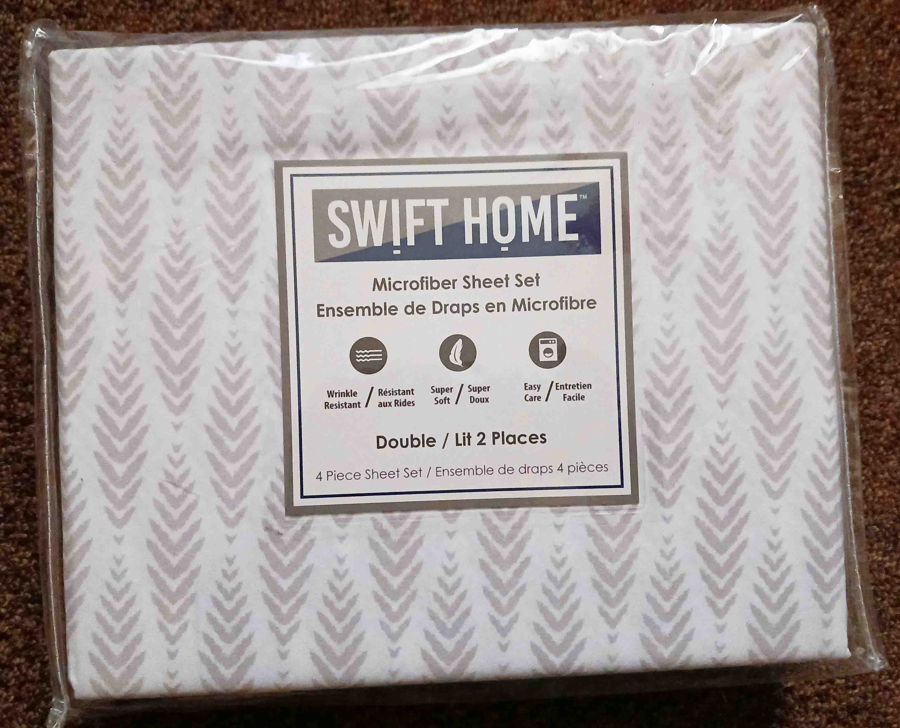 SWIFT HOME™
Microfiber Sheet Set
Ensemble de Draps en Microfibre
Wrinkle Resistant / Résistant aux Rides
Super Soft / Super Doux
Easy Care / Entretien Facile
Double / Lit 2 Places
4 Piece Sheet Set / Ensemble de draps 4 pièces